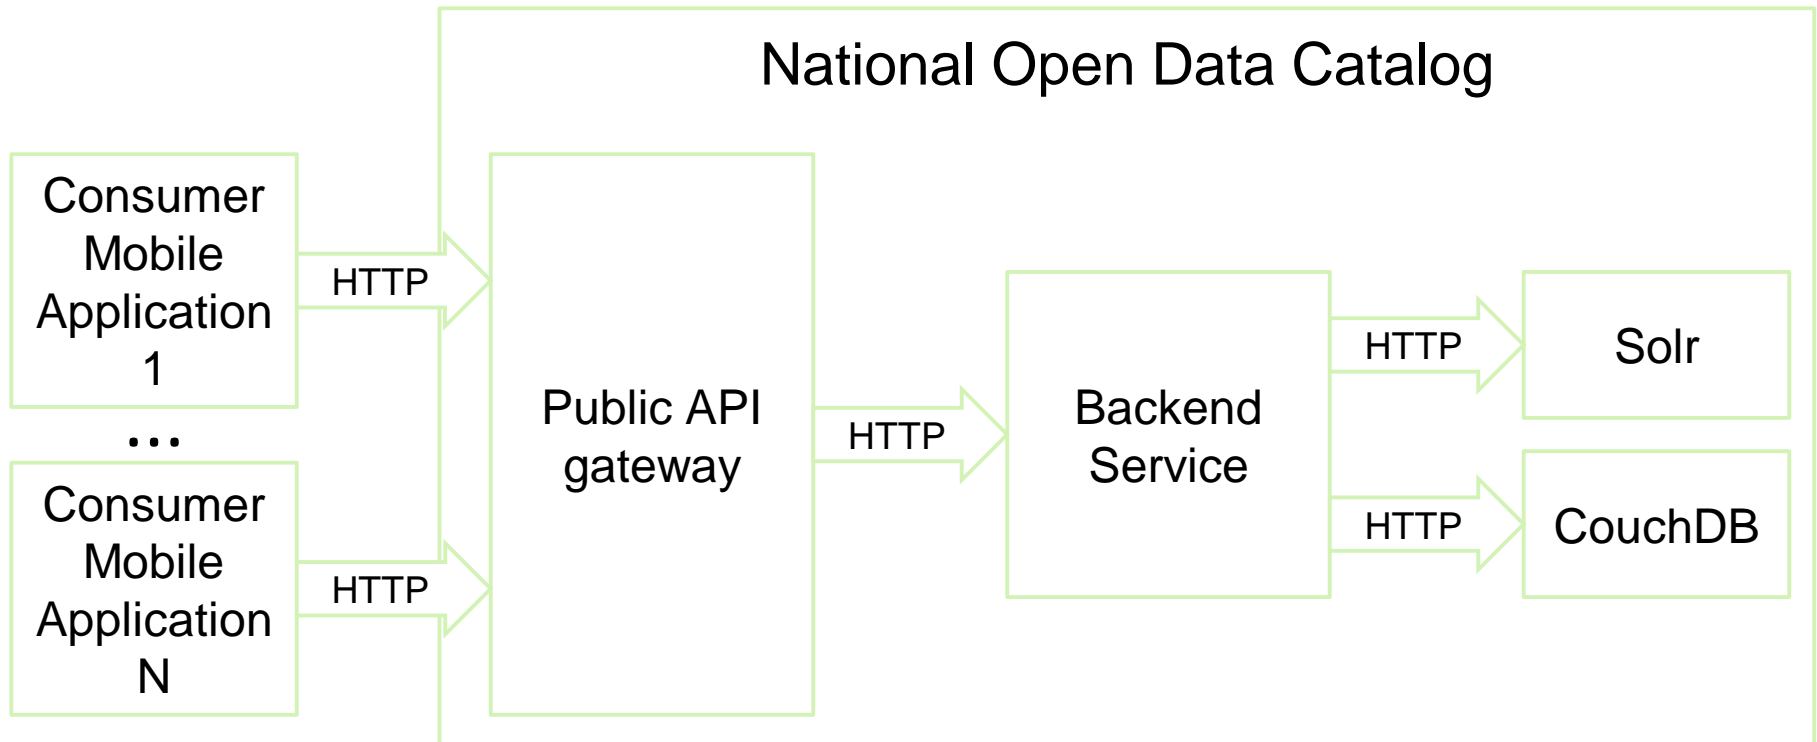 National Open Data Catalog
Consumer
Mobile
Application
1
HTTP
...
Consumer
Mobile
Application
N
HTTP
Public API
gateway
HTTP
Backend
Service
HTTP
Solr
HTTP
CouchDB